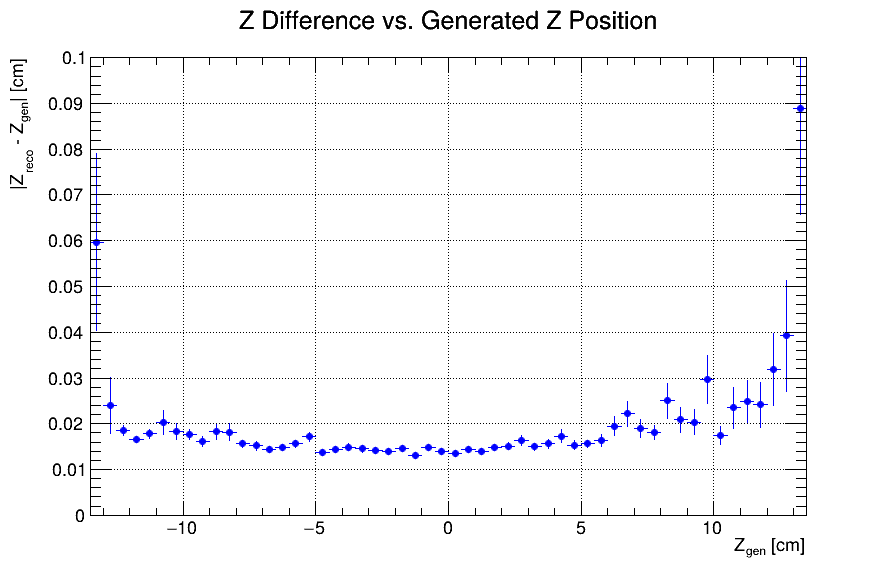 Z Difference vs. Generated Z Position
|Z_reco - Z_gen| [cm]
0.1
0.09
0.08
0.07
0.06
0.05
0.04
0.03
0.02
0.01
0
−10 −5 0 5 10
Z_gen [cm]